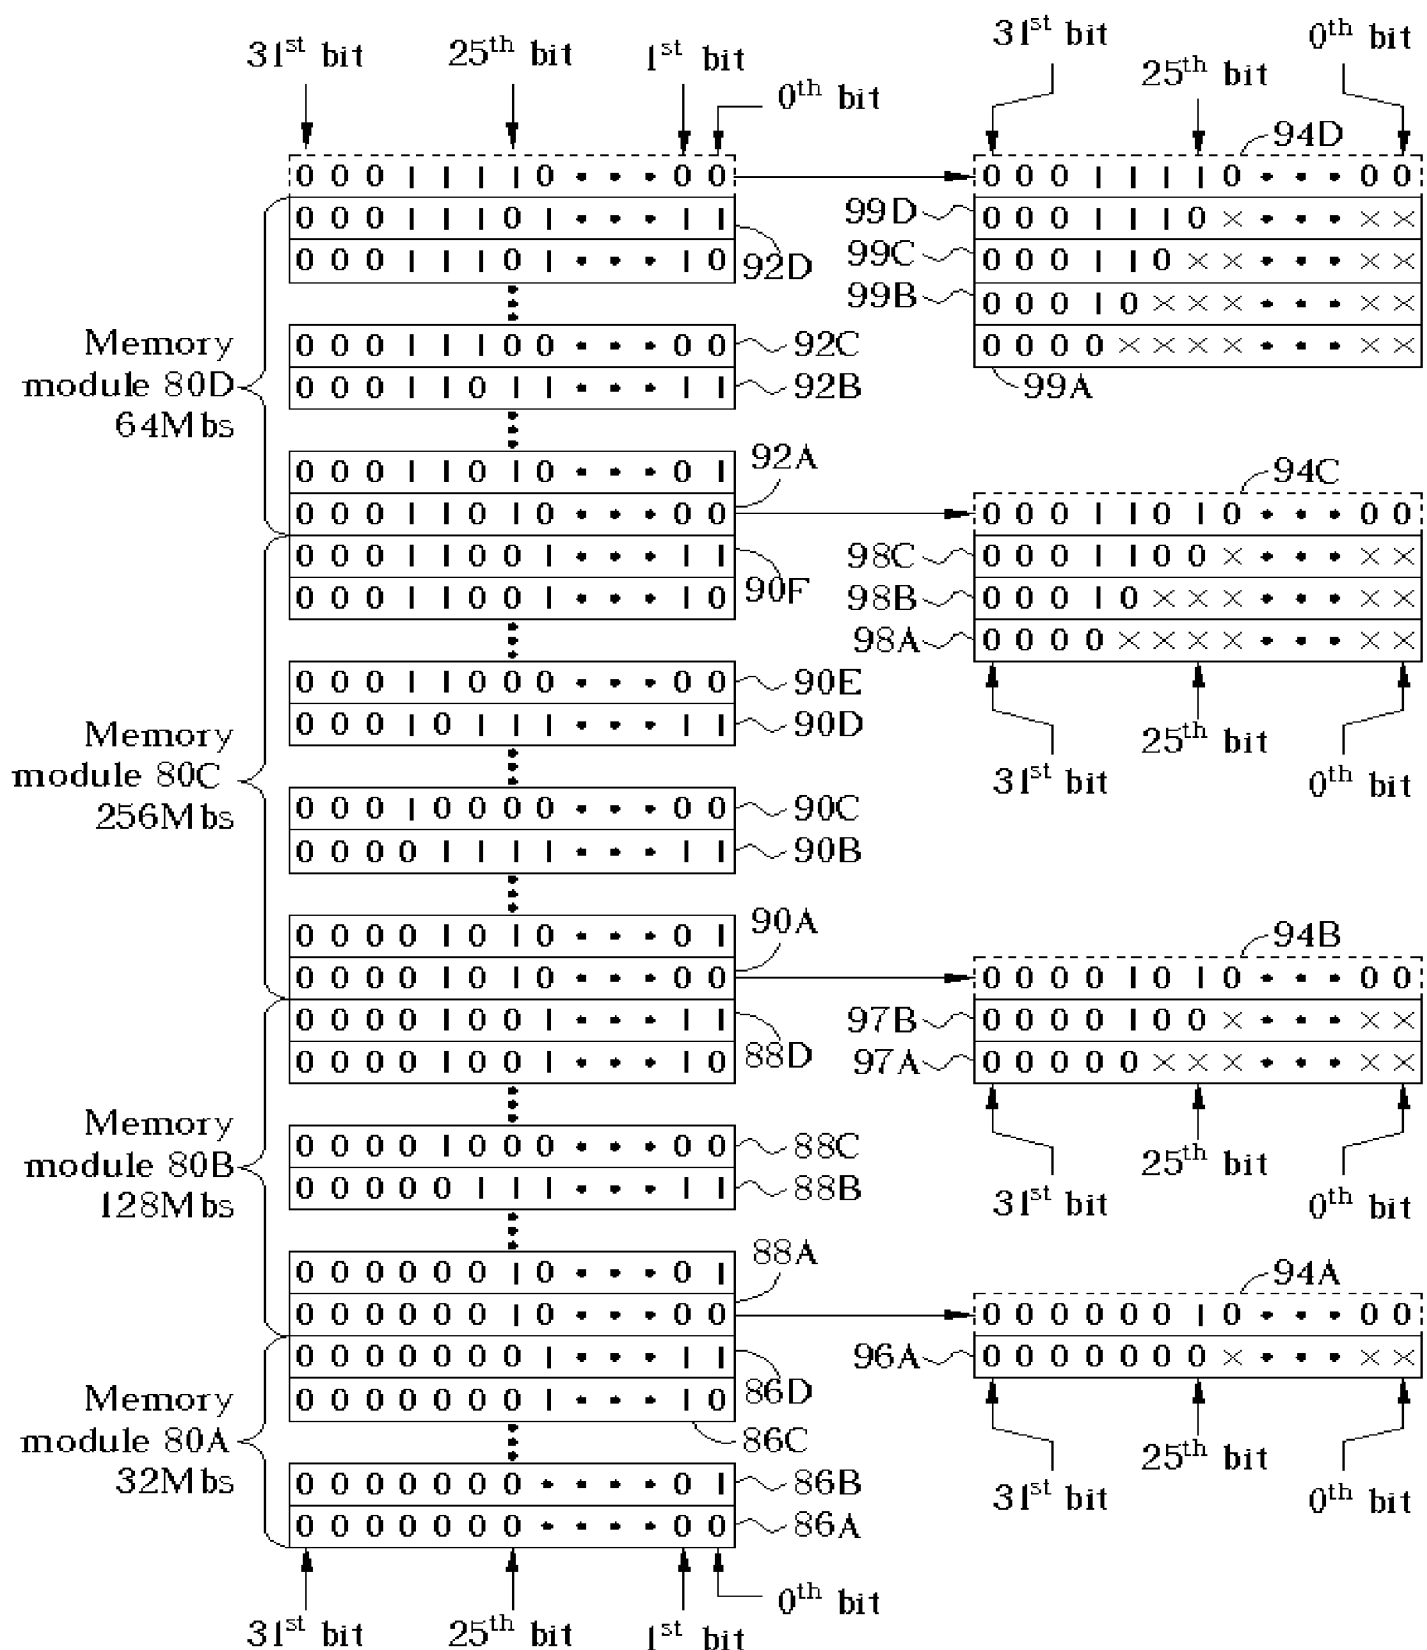 31st bit
25th bit
1st bit
0th bit
0 0 0 1 1 1 1 0 • • • 0 0
0 0 0 1 1 1 0 1 • • • 1 1
92D
0 0 0 1 1 1 0 1 • • • 1 0
0 0 0 1 1 1 0 0 • • • 0 0 92C
0 0 0 1 1 0 1 1 • • • 1 1 92B
Memory
module 80D
64Mbs
92A
0 0 0 1 1 0 1 0 • • • 0 1
0 0 0 1 1 0 1 0 • • • 0 0
0 0 0 1 1 0 0 1 • • • 1 1
90F
0 0 0 1 1 0 0 1 • • • 1 0
0 0 0 1 1 0 0 0 • • • 0 0 90E
0 0 0 1 0 1 1 1 • • • 1 1 90D
Memory
module 80C
256Mbs
0 0 0 1 0 0 0 0 • • • 0 0 90C
0 0 0 0 1 1 1 1 • • • 1 1 90B
90A
0 0 0 0 1 0 1 0 • • • 0 1
0 0 0 0 1 0 1 0 • • • 0 0
0 0 0 0 1 0 0 1 • • • 1 1
88D
0 0 0 0 1 0 0 1 • • • 1 0
Memory
module 80B
128Mbs
0 0 0 0 1 0 0 0 • • • 0 0 88C
0 0 0 0 0 1 1 1 • • • 1 1 88B
88A
0 0 0 0 0 0 1 0 • • • 0 1
0 0 0 0 0 0 1 0 • • • 0 0
0 0 0 0 0 0 0 1 • • • 1 1
86D
0 0 0 0 0 0 0 1 • • • 1 0
86C
Memory
module 80A
32Mbs
0 0 0 0 0 0 0 • • • • 0 1 86B
0 0 0 0 0 0 0 • • • • 0 0 86A
31st bit
25th bit
1st bit
0th bit
31st bit
25th bit
0th bit
94D
0 0 0 1 1 1 1 0 • • • 0 0
99D 0 0 0 1 1 1 0 × • • • × ×
99C 0 0 0 1 1 0 × × • • • × ×
99B 0 0 0 1 0 × × × • • • × ×
0 0 0 0 × × × × • • • × ×
99A
94C
0 0 0 1 1 0 1 0 • • • 0 0
98C 0 0 0 1 1 0 0 × • • • × ×
98B 0 0 0 1 0 × × × • • • × ×
98A 0 0 0 0 × × × × • • • × ×
31st bit
25th bit
0th bit
94B
0 0 0 0 1 0 1 0 • • • 0 0
97B 0 0 0 0 1 0 0 × • • • × ×
97A 0 0 0 0 0 × × × • • • × ×
31st bit
25th bit
0th bit
94A
0 0 0 0 0 0 1 0 • • • 0 0
96A 0 0 0 0 0 0 0 × • • • × ×
31st bit
25th bit
0th bit